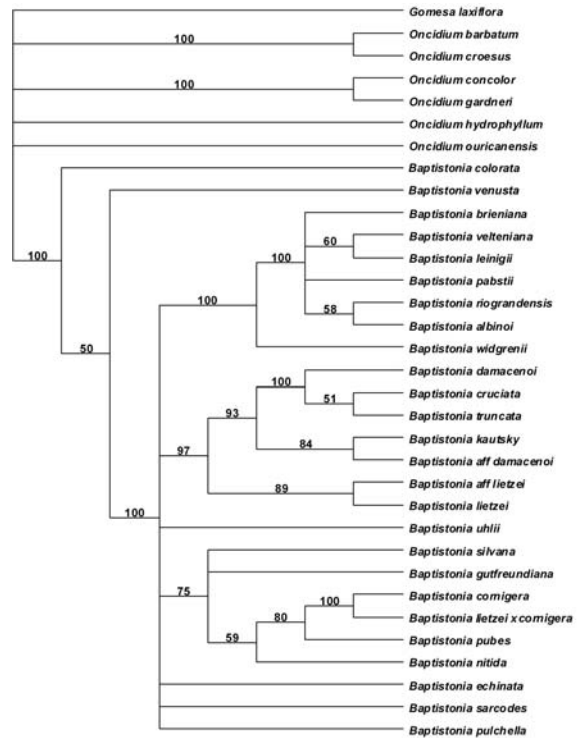 Gomesa laxiflora
Oncidium barbatum
100
Oncidium croesus
Oncidium concolor
100
Oncidium gardneri
Oncidium hydrophyllum
Oncidium ouricanensis
Baptistonia colorata
Baptistonia venusta
Baptistonia brieniana
Baptistonia velteniana
60
Baptistonia leinigii
100
100
Baptistonia pabstii
Baptistonia riograndensis
100
58
Baptistonia albinoi
Baptistonia widgrenii
50
Baptistonia damacenoi
100
Baptistonia cruciata
51
Baptistonia truncata
93
Baptistonia kautsky
84
97
Baptistonia aff damacenoi
Baptistonia aff lietzei
89
Baptistonia lietzei
100
Baptistonia uhlii
Baptistonia silvana
Baptistonia gutfreundiana
75
Baptistonia cornigera
100
Baptistonia lietzei x cornigera
80
Baptistonia pubes
59
Baptistonia nitida
Baptistonia echinata
Baptistonia sarcodes
Baptistonia pulchella